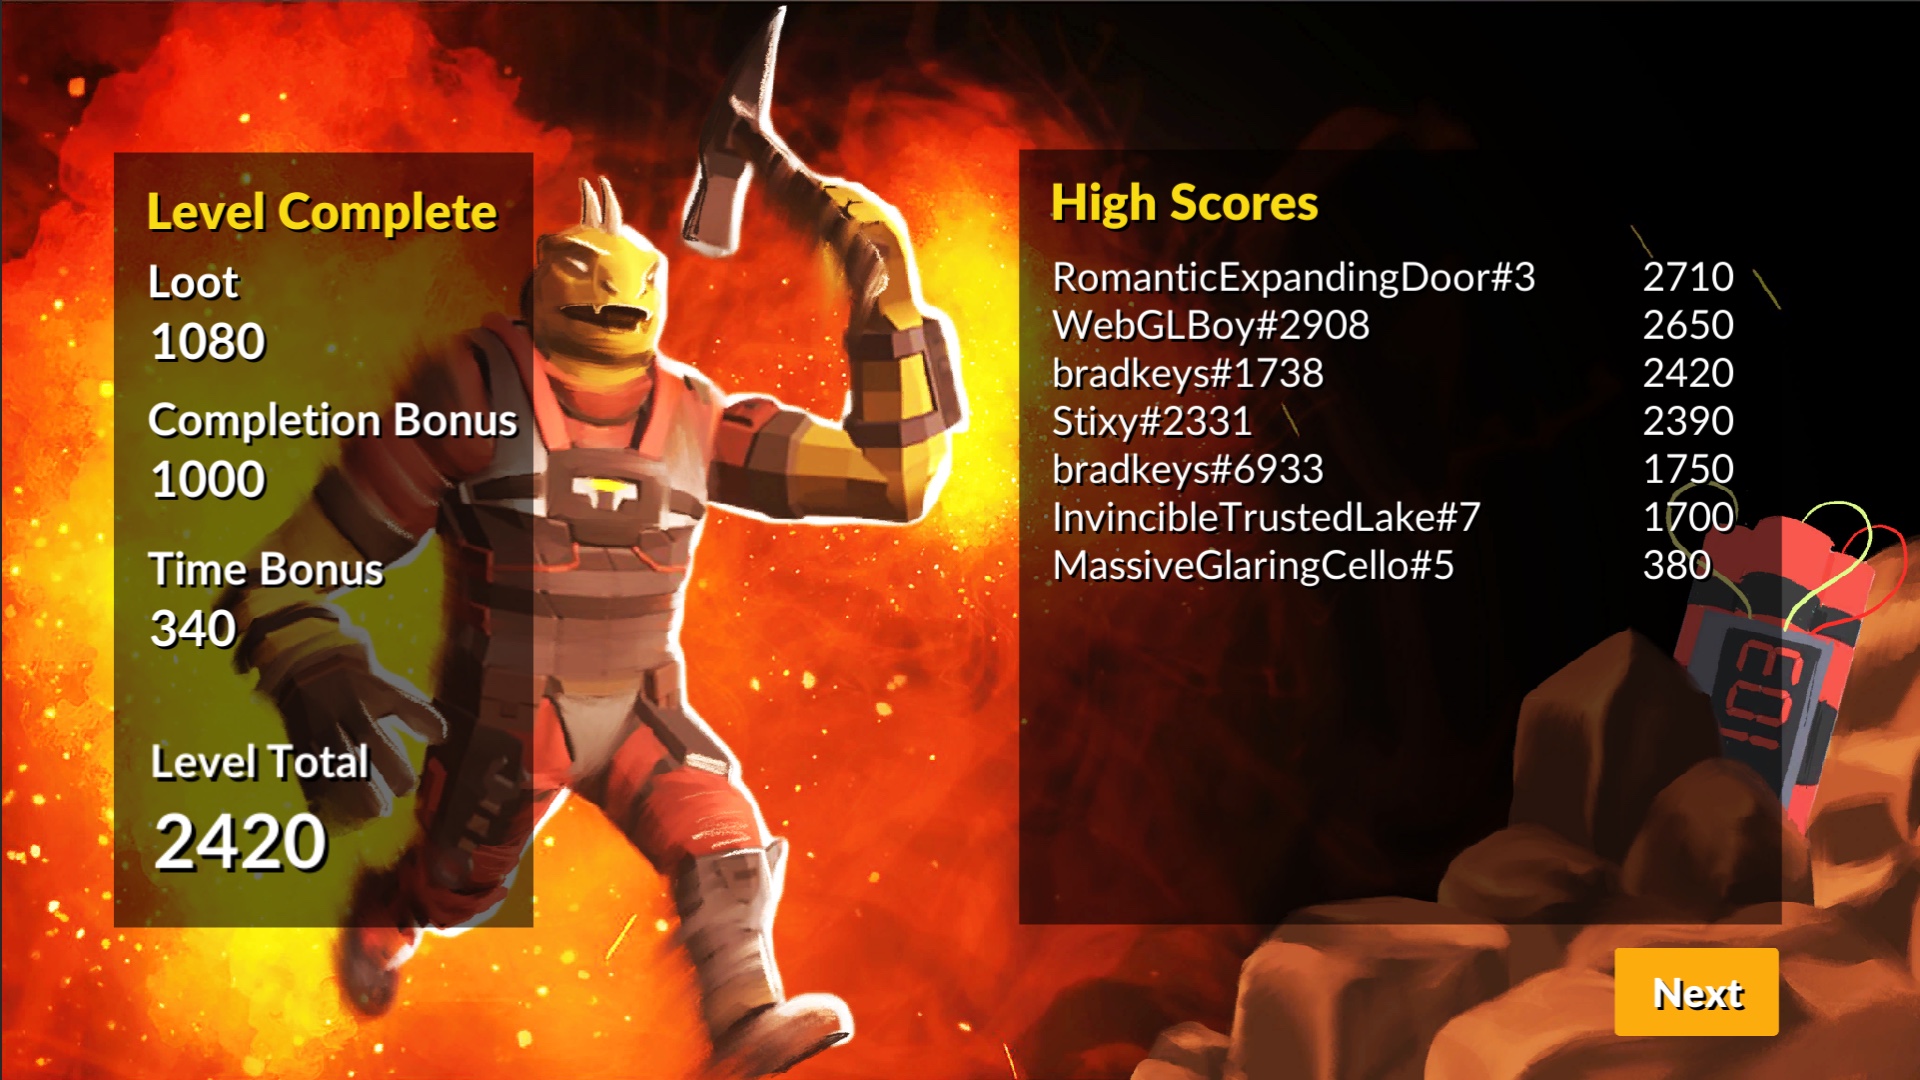 Level Complete
Loot
1080
Completion Bonus
1000
Time Bonus
340
Level Total
2420
High Scores
RomanticExpandingDoor#3 2710
WebGLBoy#2908 2650
bradkeys#1738 2420
Stixy#2331 2390
bradkeys#6933 1750
InvincibleTrustedLake#7 1700
MassiveGlaringCello#5 380
Next